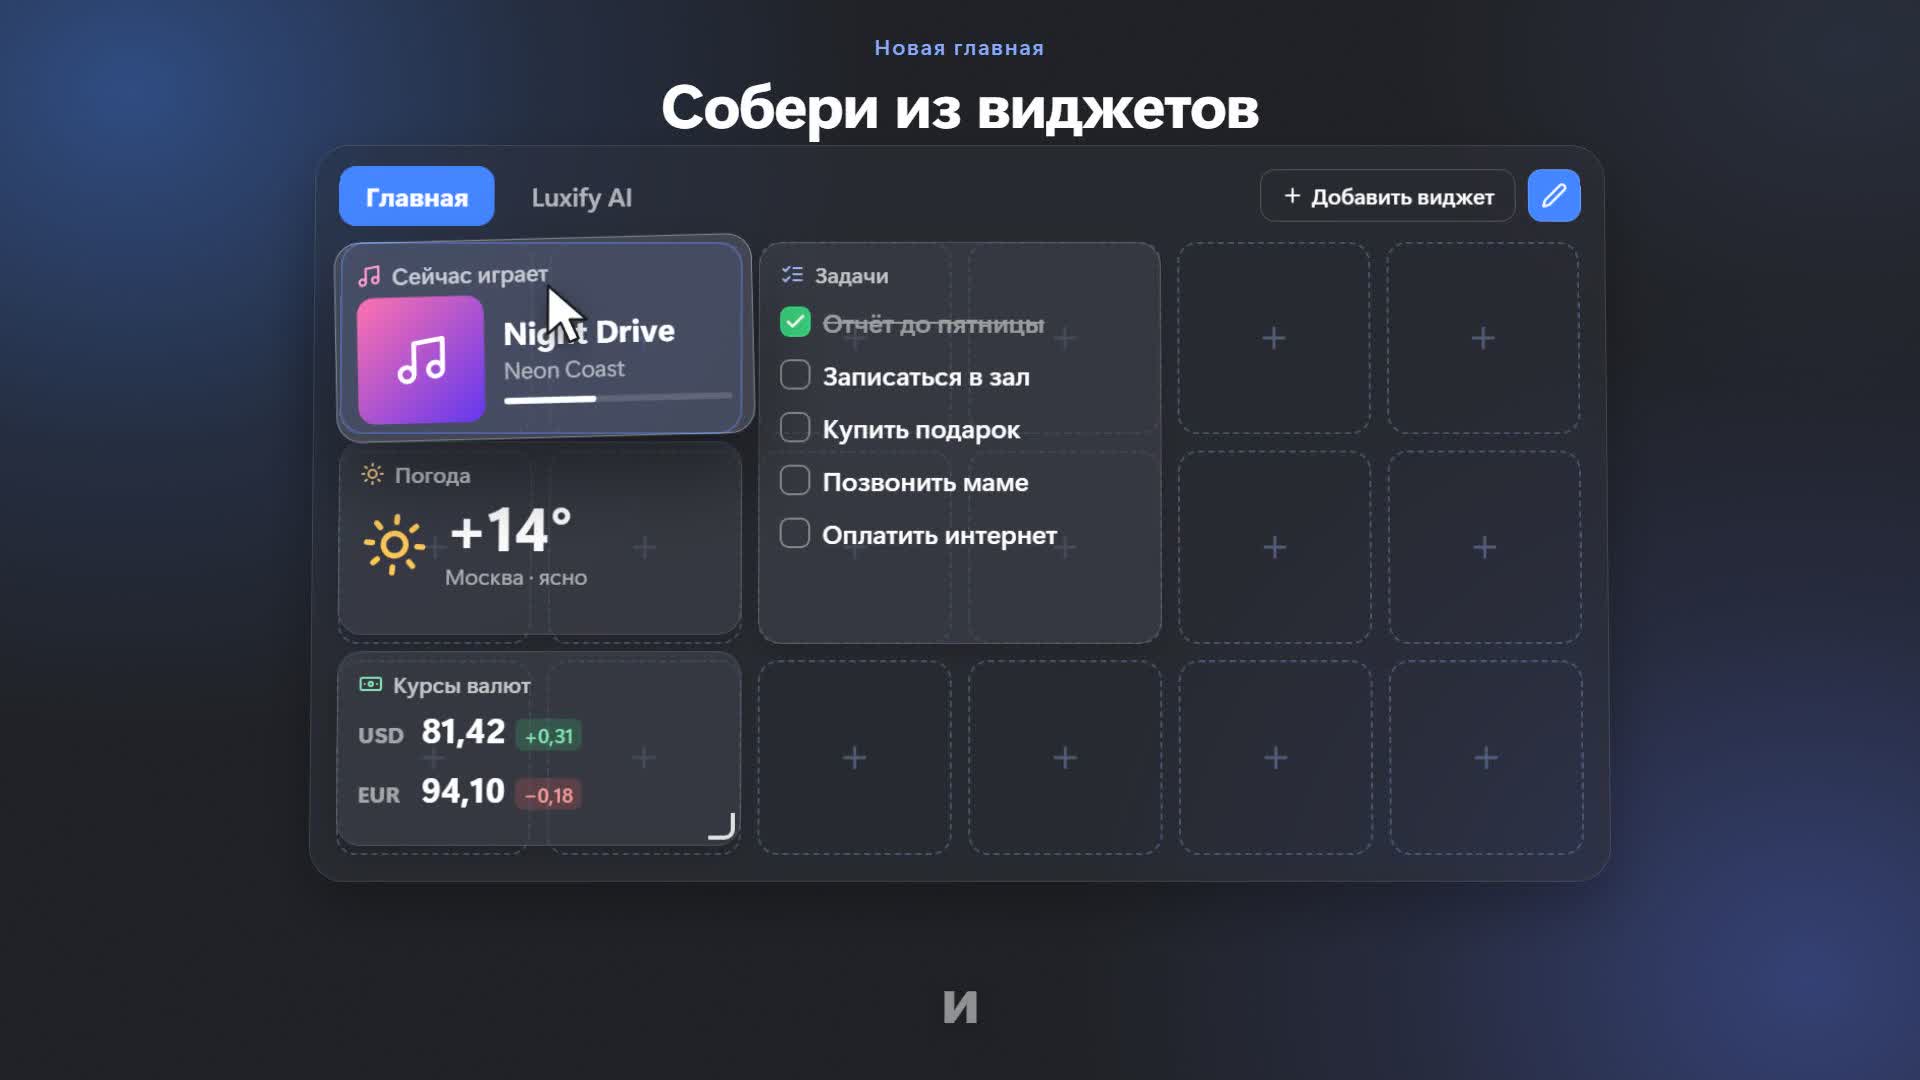 Новая главная
Собери из виджетов
Главная
Luxify AI
+ Добавить виджет
Сейчас играет
Night Drive
Neon Coast
Погода
+14°
Москва · ясно
Курсы валют
USD 81,42 +0,31
EUR 94,10 −0,18
Задачи
Отчёт до пятницы
Записаться в зал
Купить подарок
Позвонить маме
Оплатить интернет
и